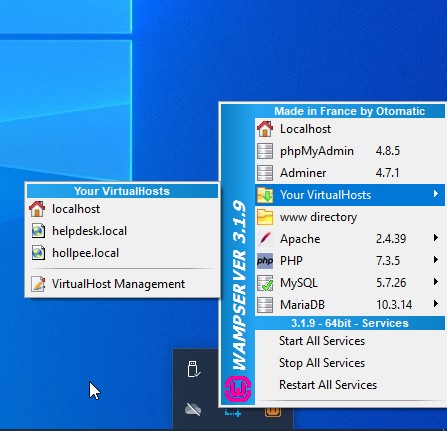 Made in France by Otomatic
Localhost
phpMyAdmin 4.8.5
Adminer 4.7.1
Your VirtualHosts
www directory
Apache 2.4.39
php PHP 7.3.5
MySQL 5.7.26
MariaDB 10.3.14
3.1.9 - 64bit - Services
Start All Services
Stop All Services
Restart All Services
WAMPSERVER 3.1.9
Your VirtualHosts
localhost
helpdesk.local
hollpee.local
VirtualHost Management